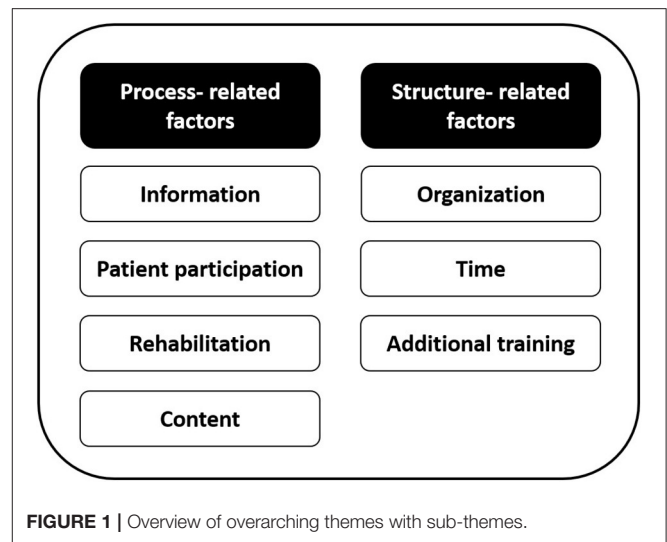 Process- related
factors
Information
Patient participation
Rehabilitation
Content
Structure- related
factors
Organization
Time
Additional training
FIGURE 1 | Overview of overarching themes with sub-themes.